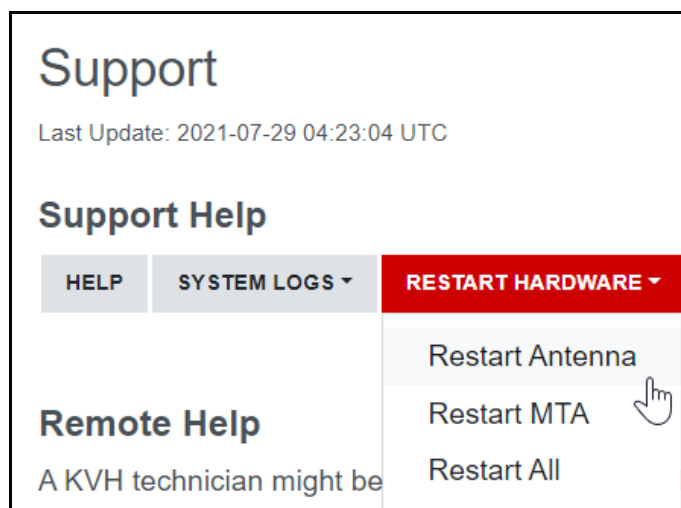 Support
Last Update: 2021-07-29 04:23:04 UTC
Support Help
HELP SYSTEM LOGS RESTART HARDWARE
Restart Antenna
Restart MTA
Restart All
Remote Help
A KVH technician might be